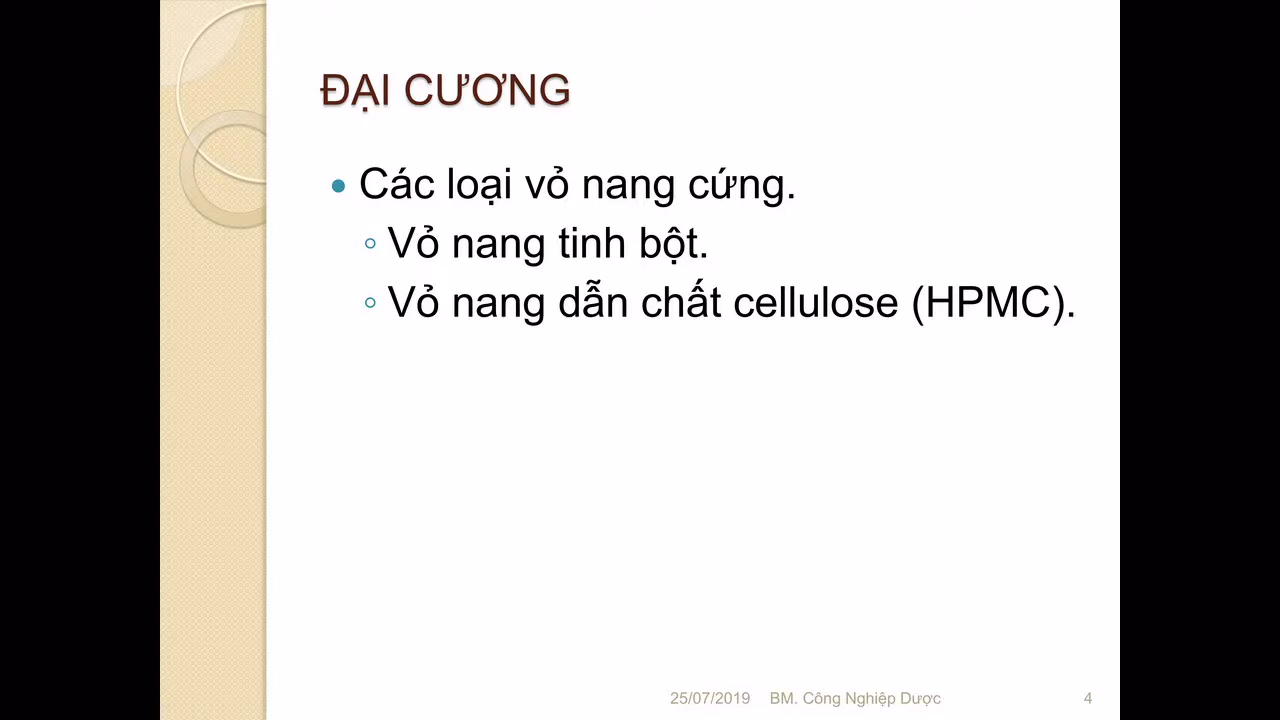 ĐẠI CƯƠNG
Các loại vỏ nang cứng.
Vỏ nang tinh bột.
Vỏ nang dẫn chất cellulose (HPMC).
25/07/2019 BM. Công Nghiệp Dược 4